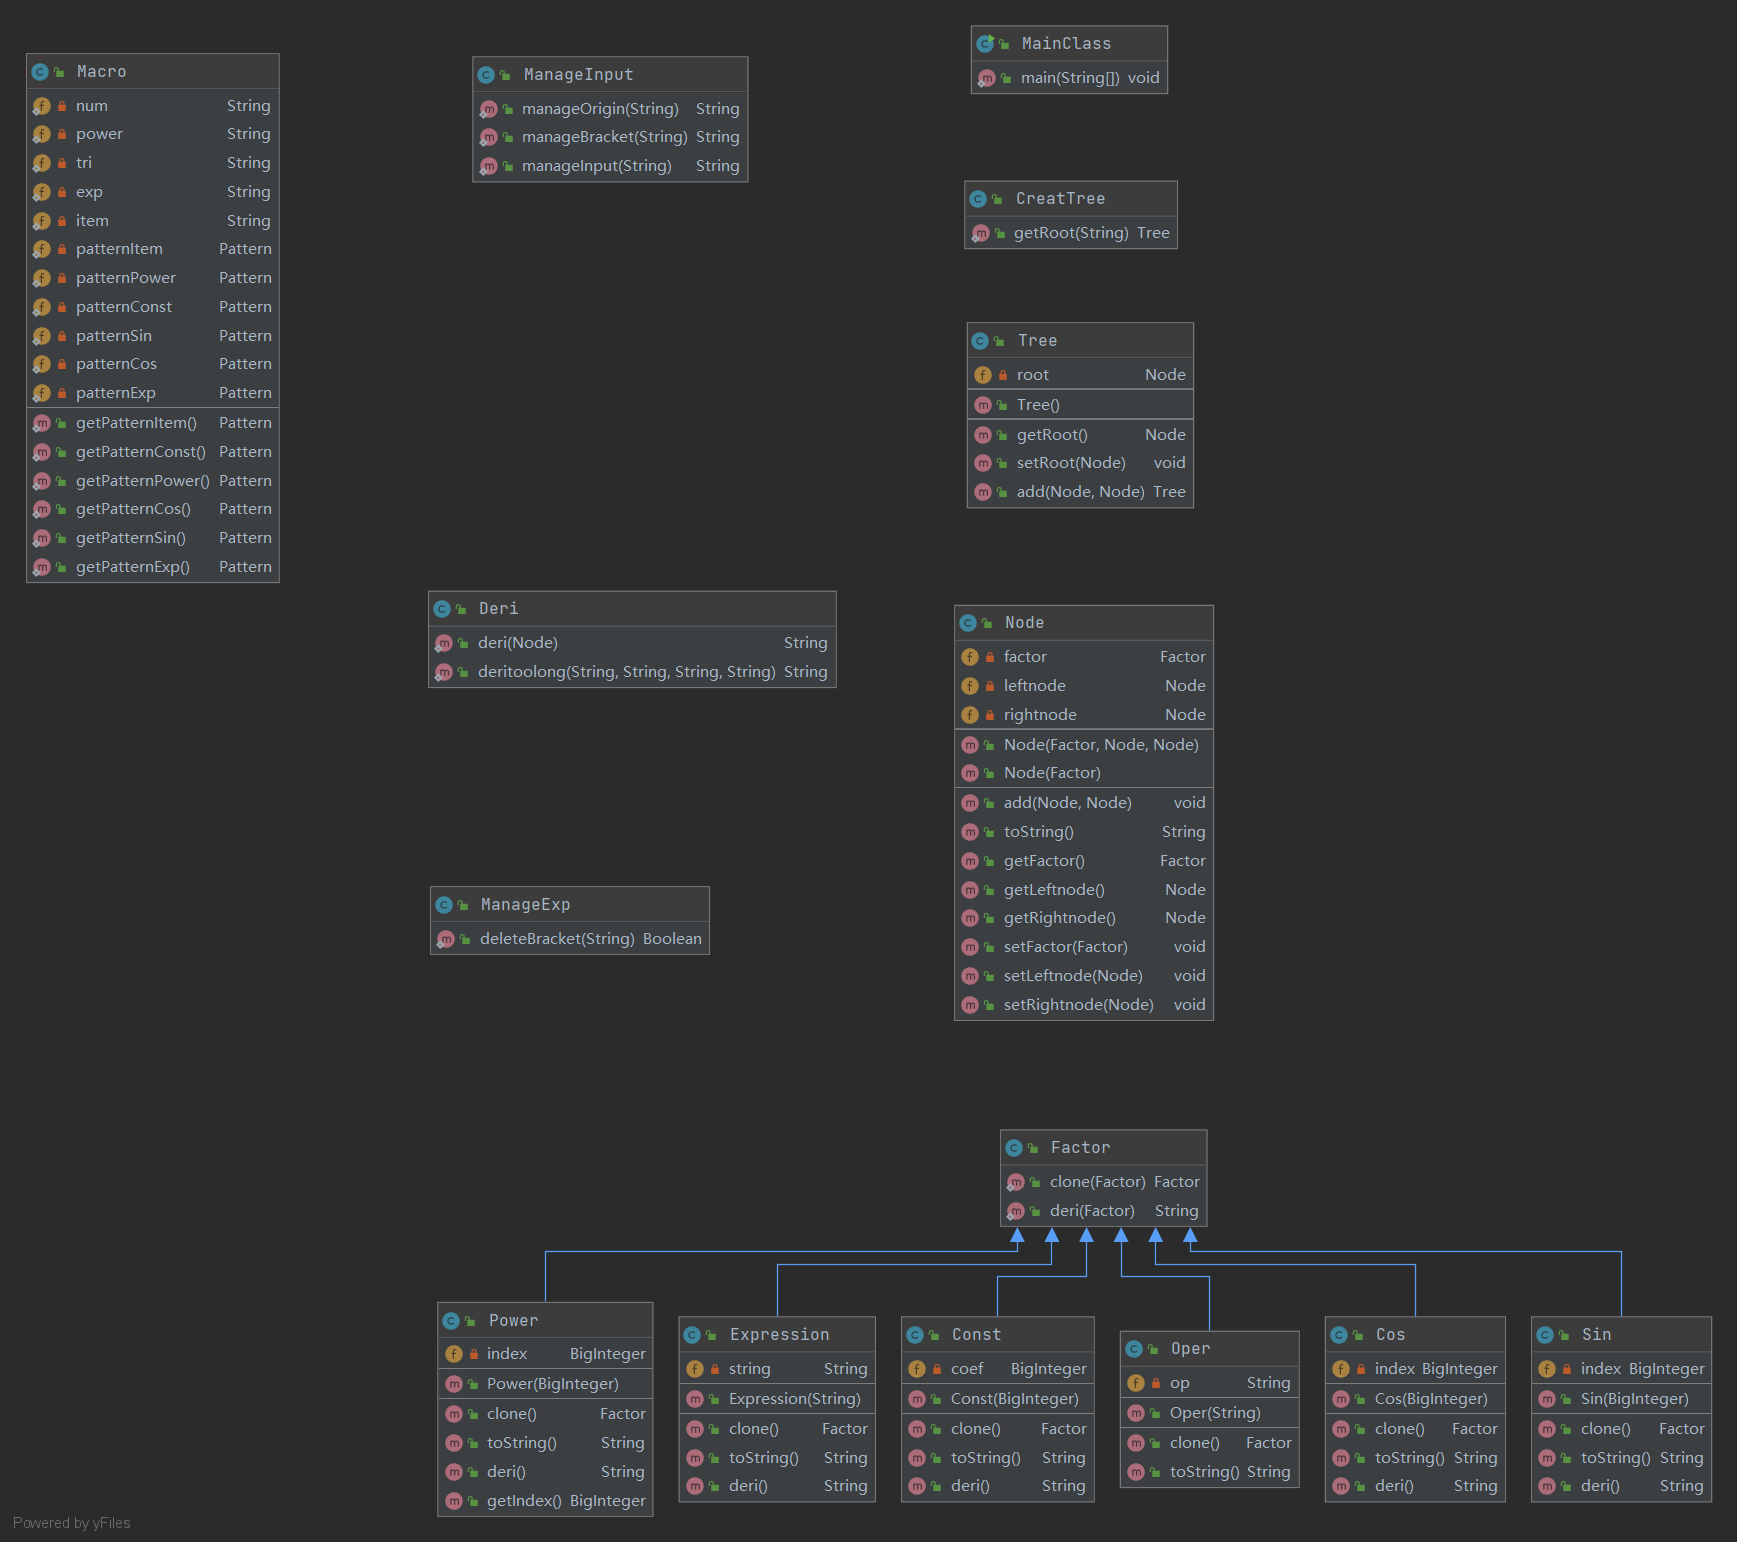 Macro
num String
power String
tri String
exp String
item String
patternItem Pattern
patternPower Pattern
patternConst Pattern
patternSin Pattern
patternCos Pattern
patternExp Pattern
getPatternItem() Pattern
getPatternConst() Pattern
getPatternPower() Pattern
getPatternCos() Pattern
getPatternSin() Pattern
getPatternExp() Pattern
ManageInput
manageOrigin(String) String
manageBracket(String) String
manageInput(String) String
MainClass
main(String[]) void
CreatTree
getRoot(String) Tree
Tree
root Node
Tree()
getRoot() Node
setRoot(Node) void
add(Node, Node) Tree
Deri
deri(Node) String
deritoolong(String, String, String, String) String
Node
factor Factor
leftnode Node
rightnode Node
Node(Factor, Node, Node)
Node(Factor)
add(Node, Node) void
toString() String
getFactor() Factor
getLeftnode() Node
getRightnode() Node
setFactor(Factor) void
setLeftnode(Node) void
setRightnode(Node) void
ManageExp
deleteBracket(String) Boolean
Factor
clone(Factor) Factor
deri(Factor) String
Power
index BigInteger
Power(BigInteger)
clone() Factor
toString() String
deri() String
getIndex() BigInteger
Expression
string String
Expression(String)
clone() Factor
toString() String
deri() String
Const
coef BigInteger
Const(BigInteger)
clone() Factor
toString() String
deri() String
Oper
op String
Oper(String)
clone() Factor
toString() String
Cos
index BigInteger
Cos(BigInteger)
clone() Factor
toString() String
deri() String
Sin
index BigInteger
Sin(BigInteger)
clone() Factor
toString() String
deri() String
Powered by yFiles